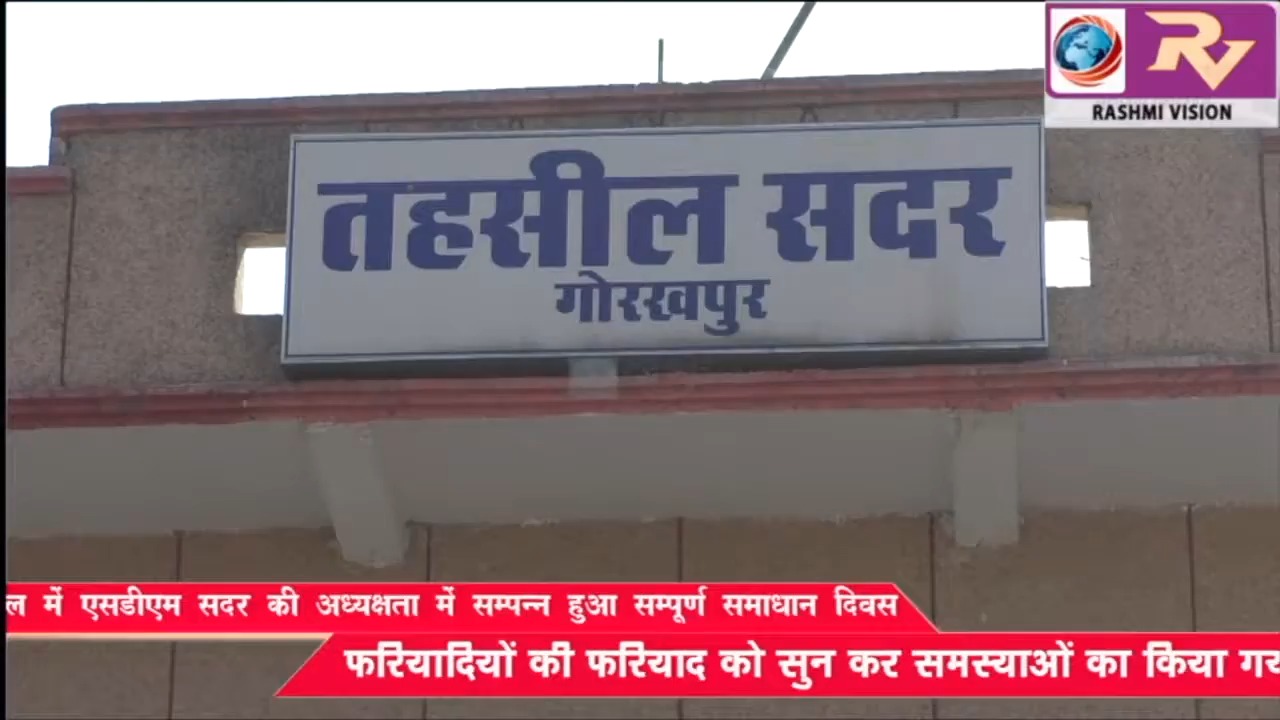 RV
RASHMI VISION
तहसील सदर
गोरखपुर
ल में एसडीएम सदर की अध्यक्षता में सम्पन्न हुआ सम्पूर्ण समाधान दिवस
फरियादियों की फरियाद को सुन कर समस्याओं का किया